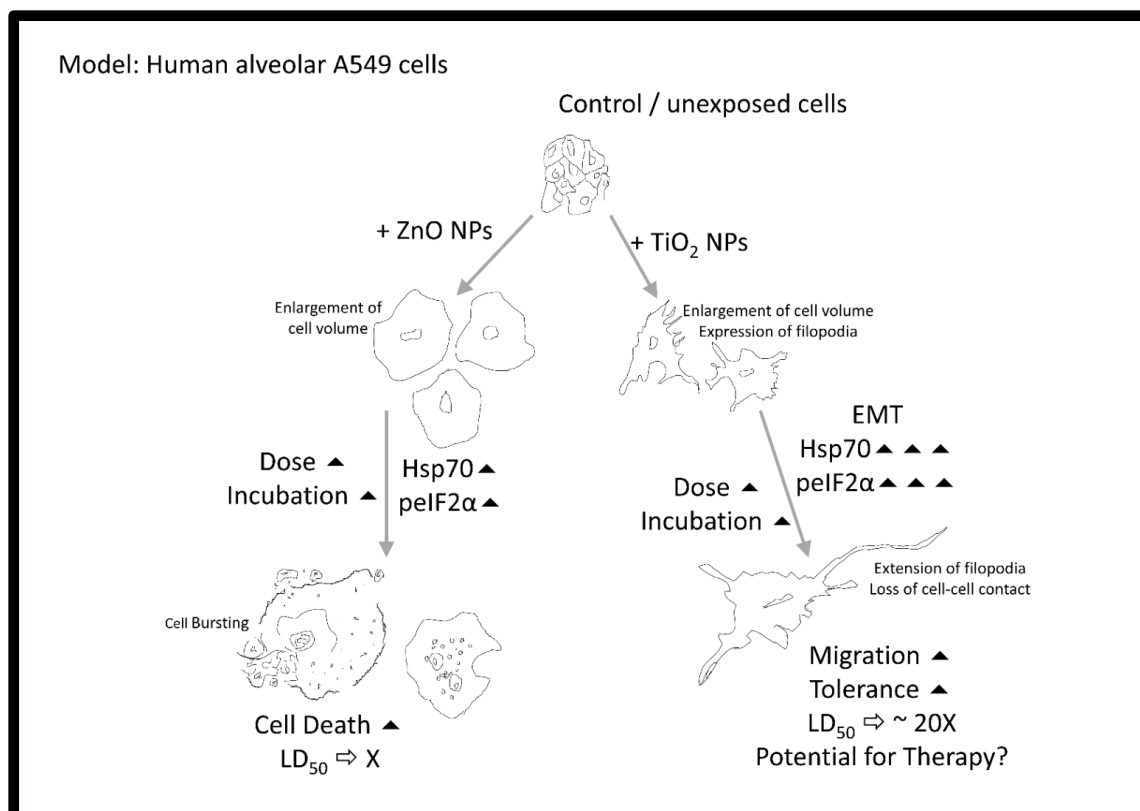 Model: Human alveolar A549 cells
Control / unexposed cells
+ ZnO NPs
+ TiO₂ NPs
Enlargement of
cell volume
Enlargement of cell volume
Expression of filopodia
Dose ▲
Incubation ▲
Hsp70 ▲
peIF2α ▲
EMT
Hsp70 ▲ ▲ ▲
peIF2α ▲ ▲ ▲
Dose ▲
Incubation ▲
Cell Bursting
Extension of filopodia
Loss of cell-cell contact
Cell Death ▲
LD₅₀ ⇨ X
Migration ▲
Tolerance ▲
LD₅₀ ⇨ ~ 20X
Potential for Therapy?